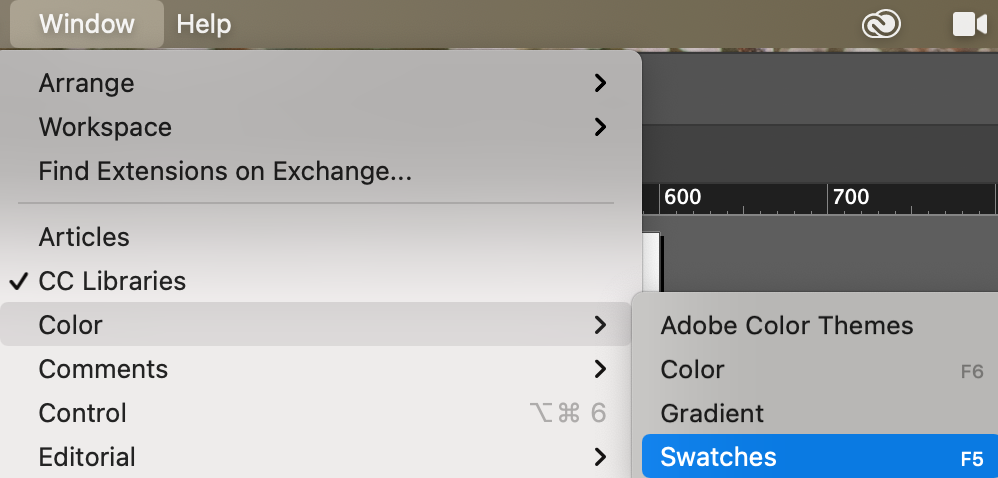 Window Help
Arrange
Workspace
Find Extensions on Exchange...
600 700
Articles
CC Libraries
Color
Comments
Control ⌥⌘ 6
Editorial
Adobe Color Themes
Color F6
Gradient
Swatches F5